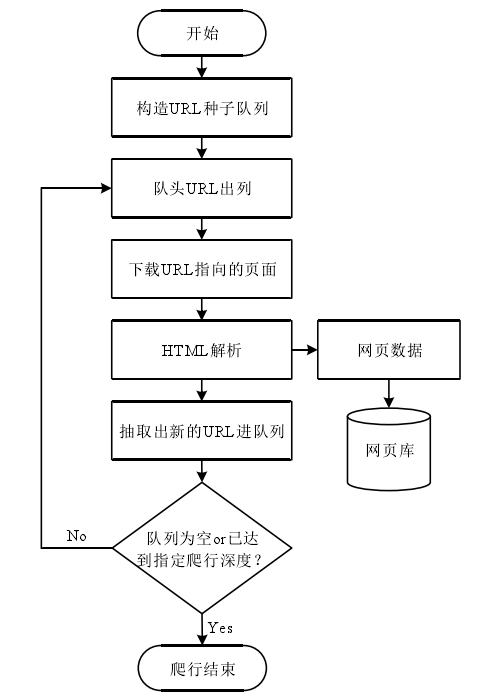 开始
构造URL种子队列
队头URL出列
下载URL指向的页面
HTML解析
网页数据
抽取出新的URL进队列
网页库
No
队列为空or已达
到指定爬行深度？
Yes
爬行结束